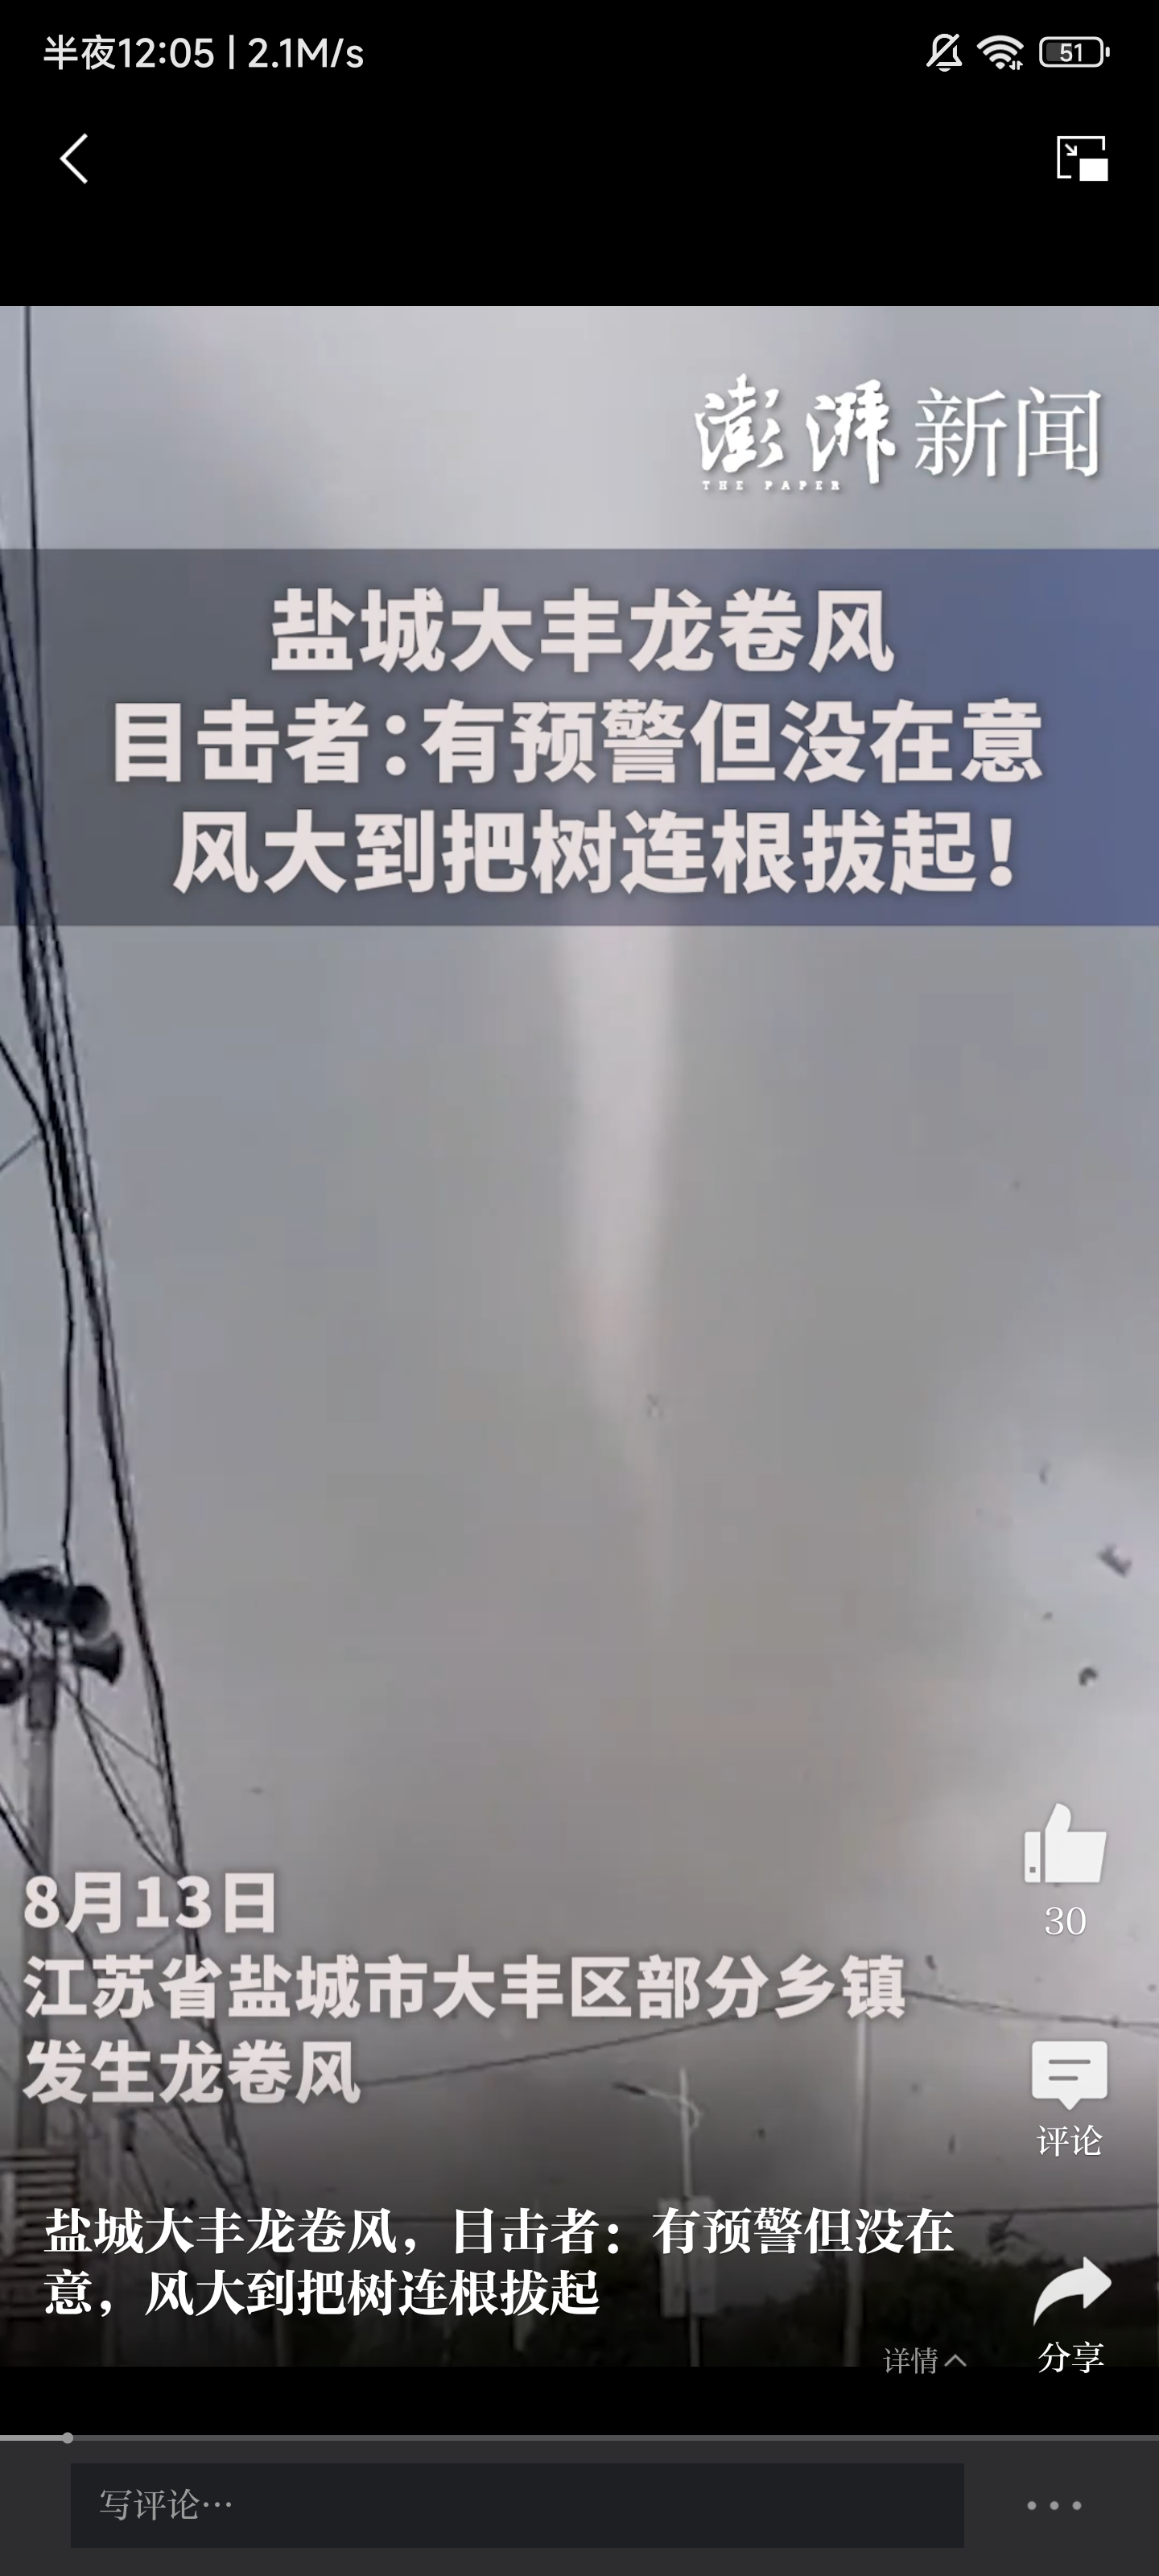 半夜12:05 | 2.1M/s
51
澎湃新闻
THE PAPER
盐城大丰龙卷风
目击者:有预警但没在意
风大到把树连根拔起!
30
8月13日
江苏省盐城市大丰区部分乡镇
发生龙卷风
评论
盐城大丰龙卷风,目击者:有预警但没在
意,风大到把树连根拔起
详情
分享
写评论…